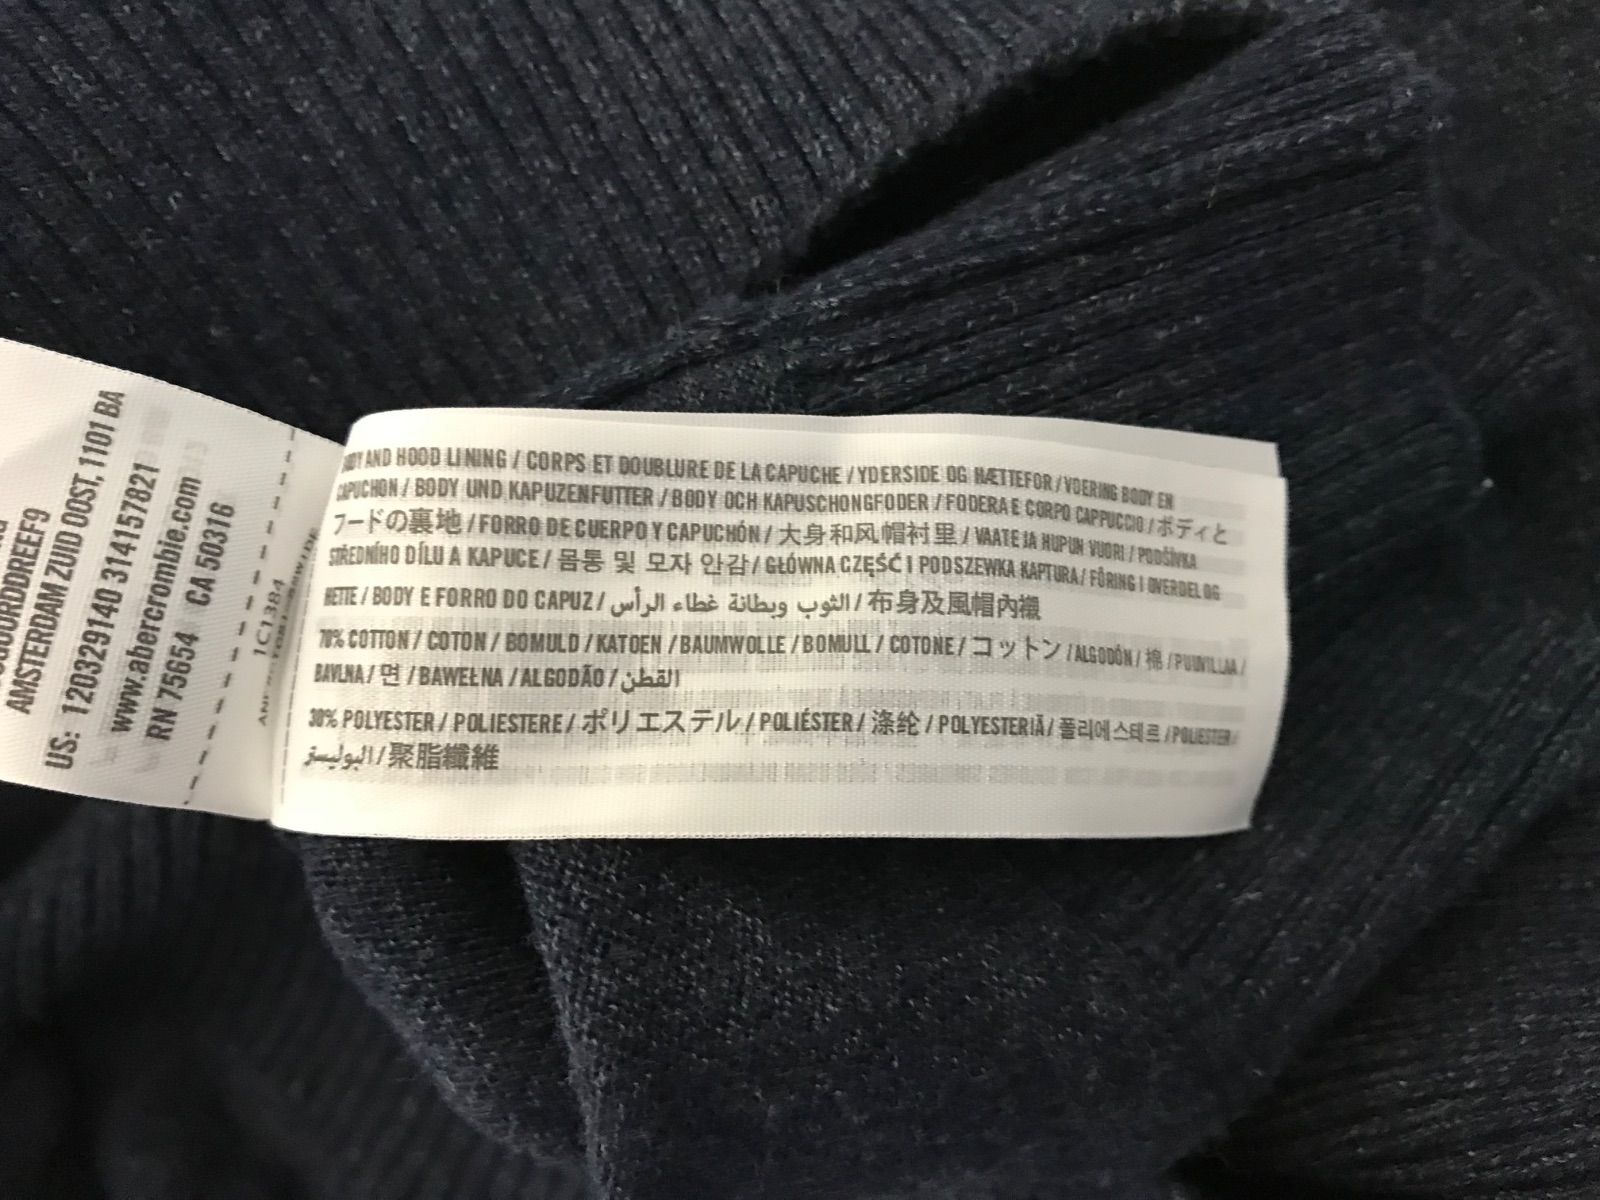 AMSTERDAM ZUID OOST, 1101 BA
US: 120329140 3141157821
www.abercrombie.com
RN 75654 CA 50316
1C1384
BODY AND HOOD LINING / CORPS ET DOUBLURE DE LA CAPUCHE / YDERSIDE OG HÆTTEFOR / VOERING BODY EN
CAPUCHON / BODY UND KAPUZENFUTTER / BODY OCH KAPUSCHONGFODER / FODERA E CORPO CAPPUCCIO / ボディと
フードの裏地 / FORRO DE CUERPO Y CAPUCHÓN / 大身和风帽衬里 / VAATE JA HUPUN VUORI / PODŠÍVKA
STŘEDNÍHO DÍLU A KAPUCE / 몸통 및 모자 안감 / GŁÓWNA CZĘŚĆ I PODSZEWKA KAPTURA / FÔRING I OVERDEL OG
HETTE / BODY E FORRO DO CAPUZ / الثوب وبطانة غطاء الرأس / 布身及風帽內襯
70% COTTON / COTON / BOMULD / KATOEN / BAUMWOLLE / BOMULL / COTONE / コットン / ALGODÓN / 棉 / PUUVILLAA /
BAVLNA / 면 / BAWEŁNA / ALGODÃO / القطن
30% POLYESTER / POLIESTERE / ポリエステル / POLIÉSTER / 涤纶 / POLYESTERIÄ / 폴리에스테르 / POLIESTER /
البوليستر / 聚脂纖維